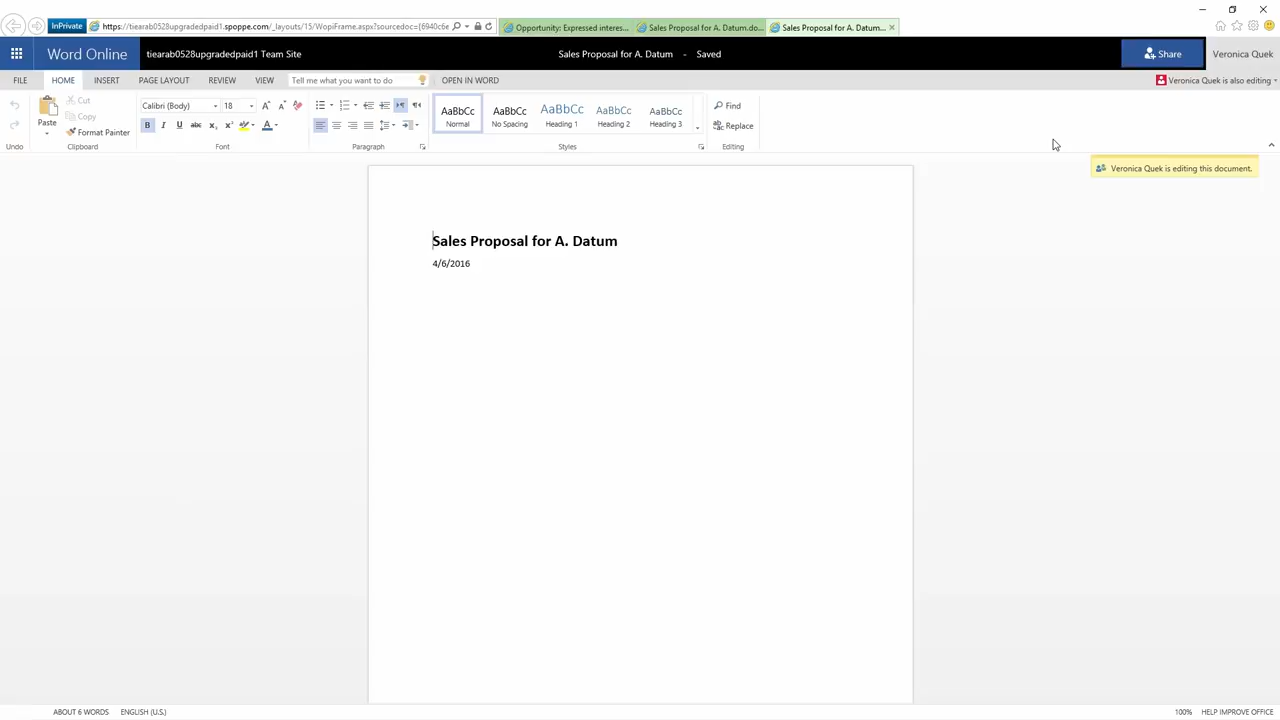 InPrivate https://tiearab0528upgradedpaid1.spoppe.com/_layouts/15/WopiFrame.aspx?sourcedoc={6940c6e Opportunity: Expressed interes... Sales Proposal for A. Datum.do... Sales Proposal for A. Datum...
Word Online tiearab0528upgradedpaid1 Team Site Sales Proposal for A. Datum - Saved Share Veronica Quek
FILE HOME INSERT PAGE LAYOUT REVIEW VIEW Tell me what you want to do OPEN IN WORD Veronica Quek is also editing
Paste Cut Copy Format Painter
Calibri (Body) 18
B I U abc x₂ x² A
AaBbCc AaBbCc AaBbCc AaBbCc AaBbCc
Normal No Spacing Heading 1 Heading 2 Heading 3
Find
Replace
Undo Clipboard Font Paragraph Styles Editing
Veronica Quek is editing this document.
Sales Proposal for A. Datum
4/6/2016
ABOUT 6 WORDS ENGLISH (U.S.) 100% HELP IMPROVE OFFICE